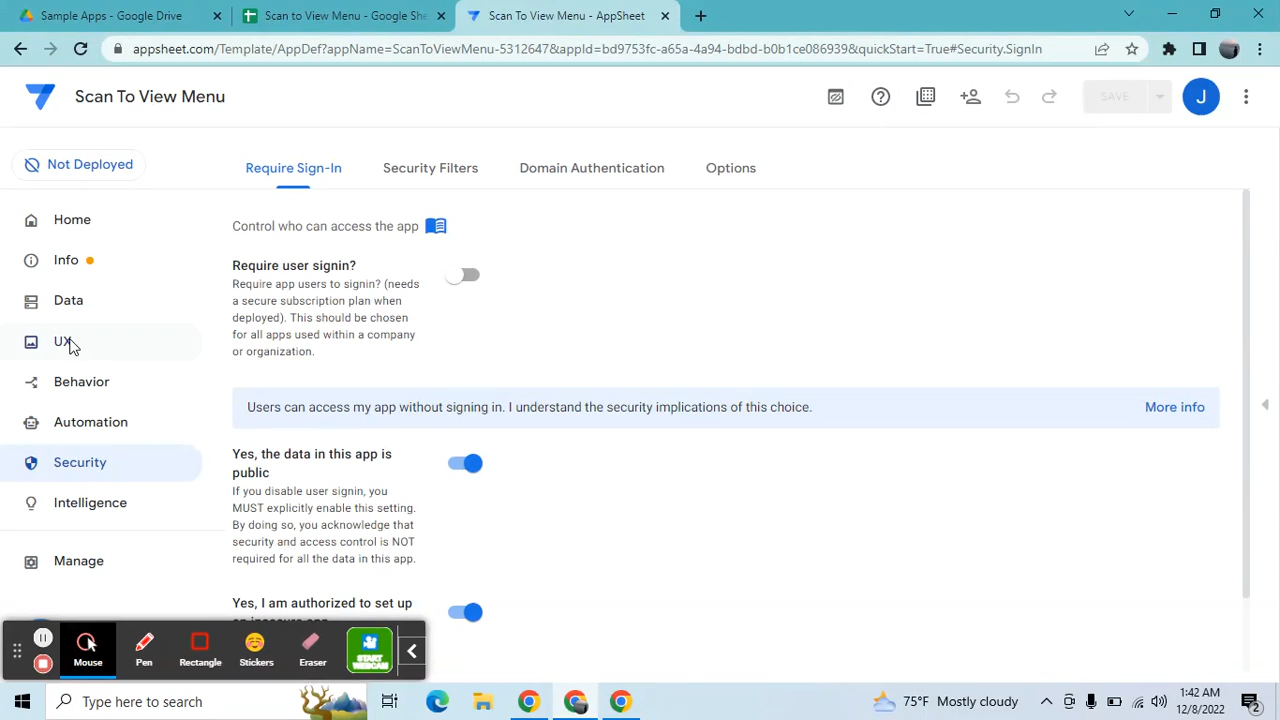 Sample Apps - Google Drive
Scan to View Menu - Google She
Scan To View Menu - AppSheet
appsheet.com/Template/AppDef?appName=ScanToViewMenu-5312647&appId=bd9753fc-a65a-4a94-bdbd-b0b1ce086939&quickStart=True#Security.SignIn
Scan To View Menu
SAVE
J
Not Deployed
Require Sign-In
Security Filters
Domain Authentication
Options
Home
Info
Data
UX
Behavior
Automation
Security
Intelligence
Manage
Control who can access the app
Require user signin?
Require app users to signin? (needs
a secure subscription plan when
deployed). This should be chosen
for all apps used within a company
or organization.
Users can access my app without signing in. I understand the security implications of this choice.
More info
Yes, the data in this app is
public
If you disable user signin, you
MUST explicitly enable this setting.
By doing so, you acknowledge that
security and access control is NOT
required for all the data in this app.
Yes, I am authorized to set up
Mouse
Pen
Rectangle
Stickers
Eraser
START
WEBCAM
Type here to search
75°F Mostly cloudy
1:42 AM
12/8/2022
2